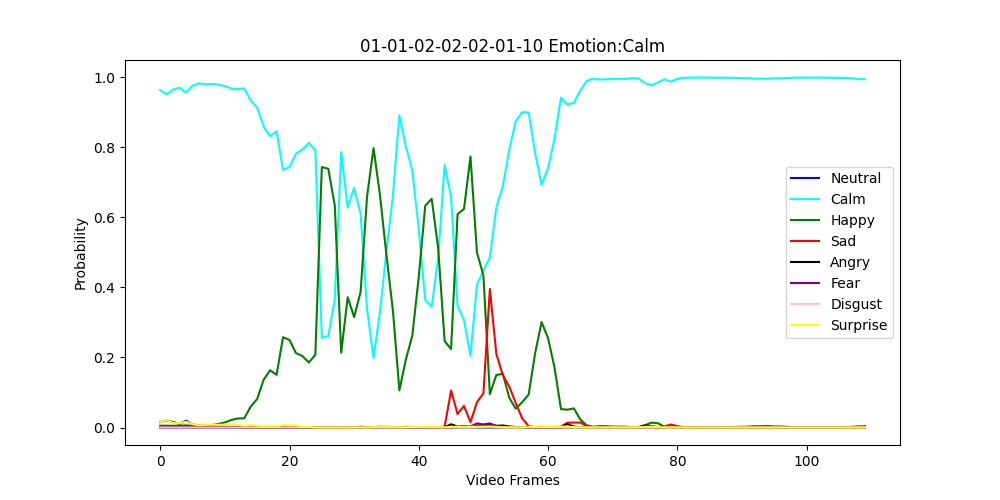 01-01-02-02-02-01-10 Emotion:Calm
Probability
1.0
0.8
0.6
0.4
0.2
0.0
0
20
40
60
80
100
Video Frames
Neutral
Calm
Happy
Sad
Angry
Fear
Disgust
Surprise